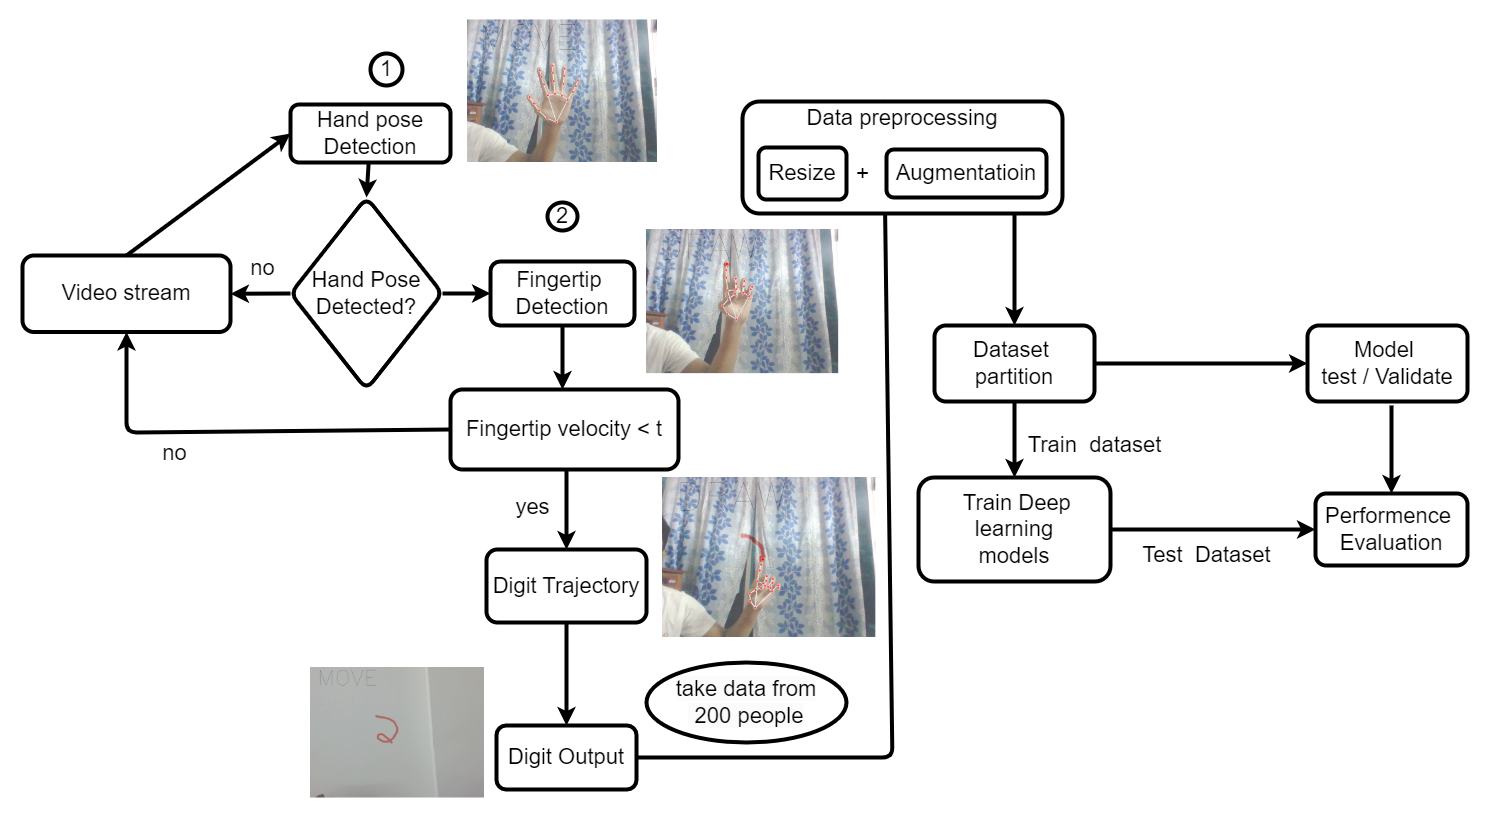 1
Hand pose
Detection
Data preprocessing
Resize
+
Augmentatioin
2
Video stream
no
Hand Pose
Detected?
Fingertip
Detection
Fingertip velocity < t
no
yes
Digit Trajectory
MOVE
2
Digit Output
take data from
200 people
Dataset
partition
Model
test / Validate
Train dataset
Train Deep
learning
models
Test Dataset
Performence
Evaluation